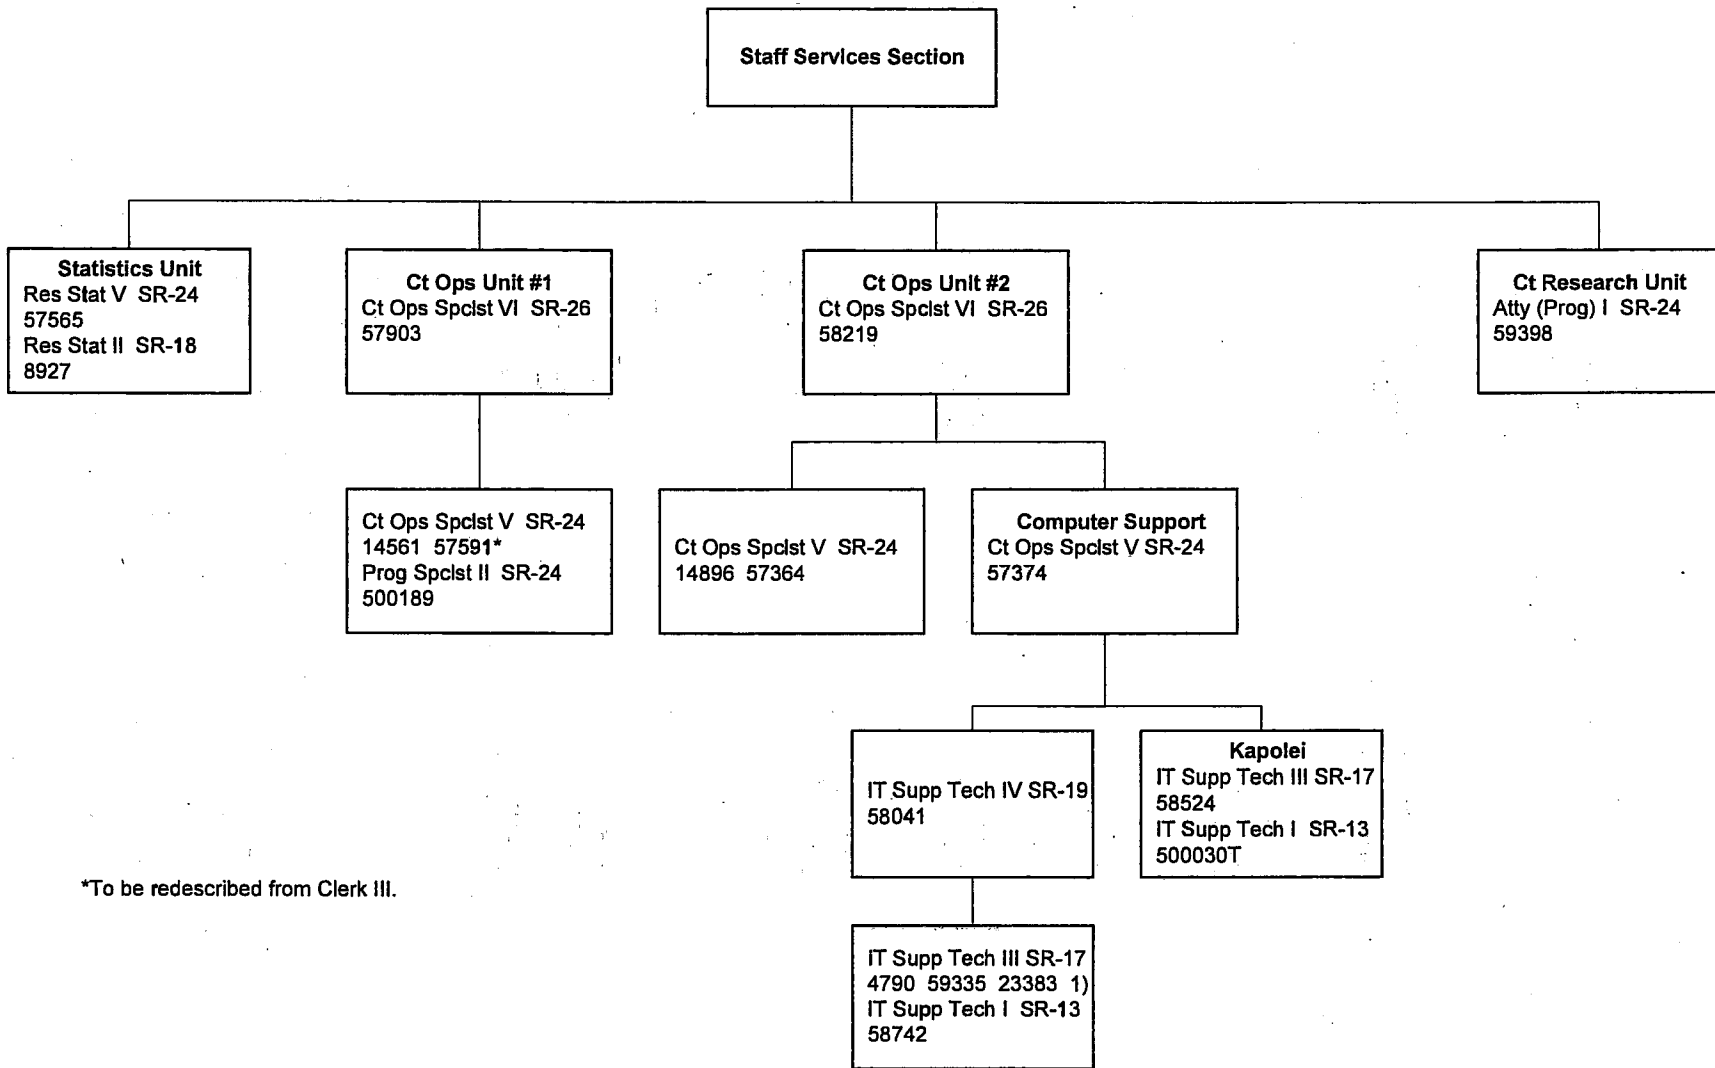 Staff Services Section
Statistics Unit
Res Stat V SR-24
57565
Res Stat II SR-18
8927
Ct Ops Unit #1
Ct Ops Spclst VI SR-26
57903
Ct Ops Unit #2
Ct Ops Spclst VI SR-26
58219
Ct Research Unit
Atty (Prog) I SR-24
59398
Ct Ops Spclst V SR-24
14561 57591*
Prog Spclst II SR-24
500189
Ct Ops Spclst V SR-24
14896 57364
Computer Support
Ct Ops Spclst V SR-24
57374
IT Supp Tech IV SR-19
58041
Kapolei
IT Supp Tech III SR-17
58524
IT Supp Tech I SR-13
500030T
*To be redescribed from Clerk III.
IT Supp Tech III SR-17
4790 59335 23383 1)
IT Supp Tech I SR-13
58742